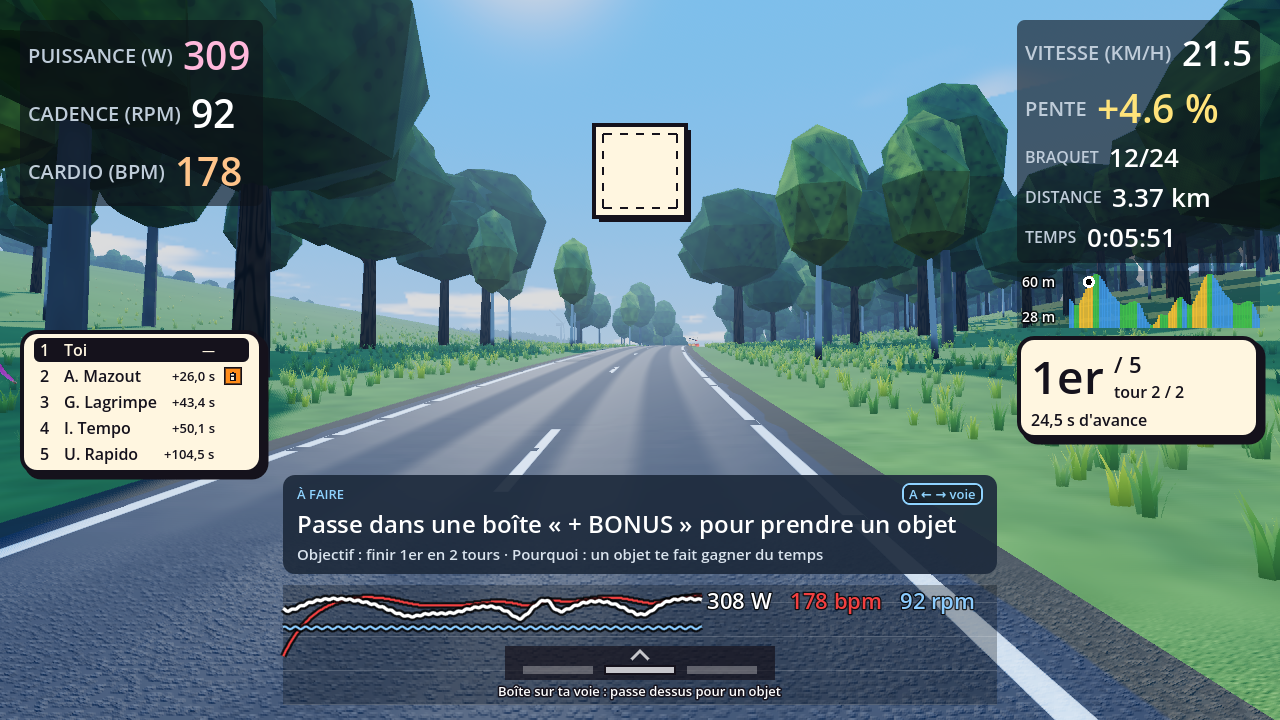 PUISSANCE (W) 309
CADENCE (RPM) 92
CARDIO (BPM) 178
VITESSE (KM/H) 21.5
PENTE +4.6 %
BRAQUET 12/24
DISTANCE 3.37 km
TEMPS 0:05:51
60 m
28 m
1 Toi —
2 A. Mazout +26,0 s
3 G. Lagrimpe +43,4 s
4 I. Tempo +50,1 s
5 U. Rapido +104,5 s
1er / 5
tour 2 / 2
24,5 s d'avance
À FAIRE
A ← → voie
Passe dans une boîte « + BONUS » pour prendre un objet
Objectif : finir 1er en 2 tours · Pourquoi : un objet te fait gagner du temps
308 W 178 bpm 92 rpm
Boîte sur ta voie : passe dessus pour un objet